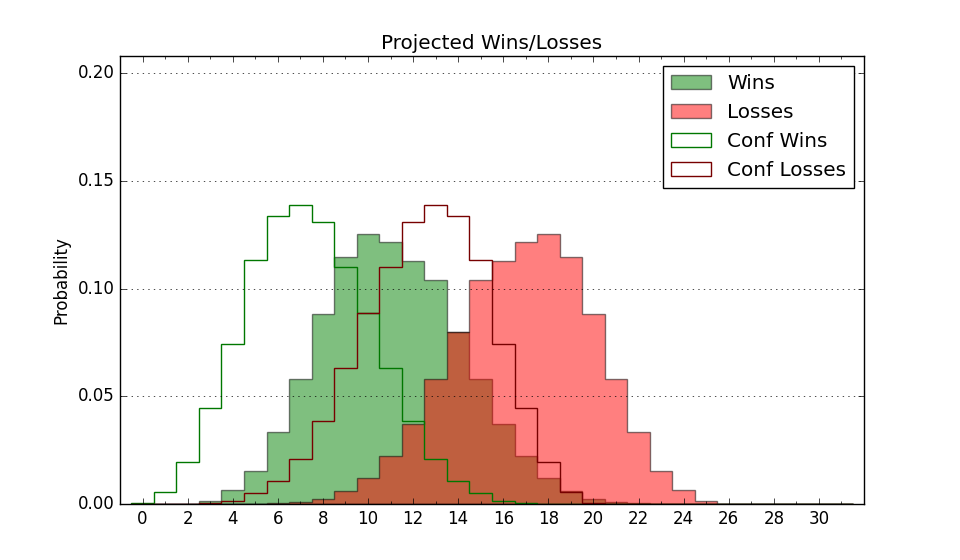 Projected Wins/Losses
Probability
0.20
0.15
0.10
0.05
0.00
0 2 4 6 8 10 12 14 16 18 20 22 24 26 28 30
Wins
Losses
Conf Wins
Conf Losses